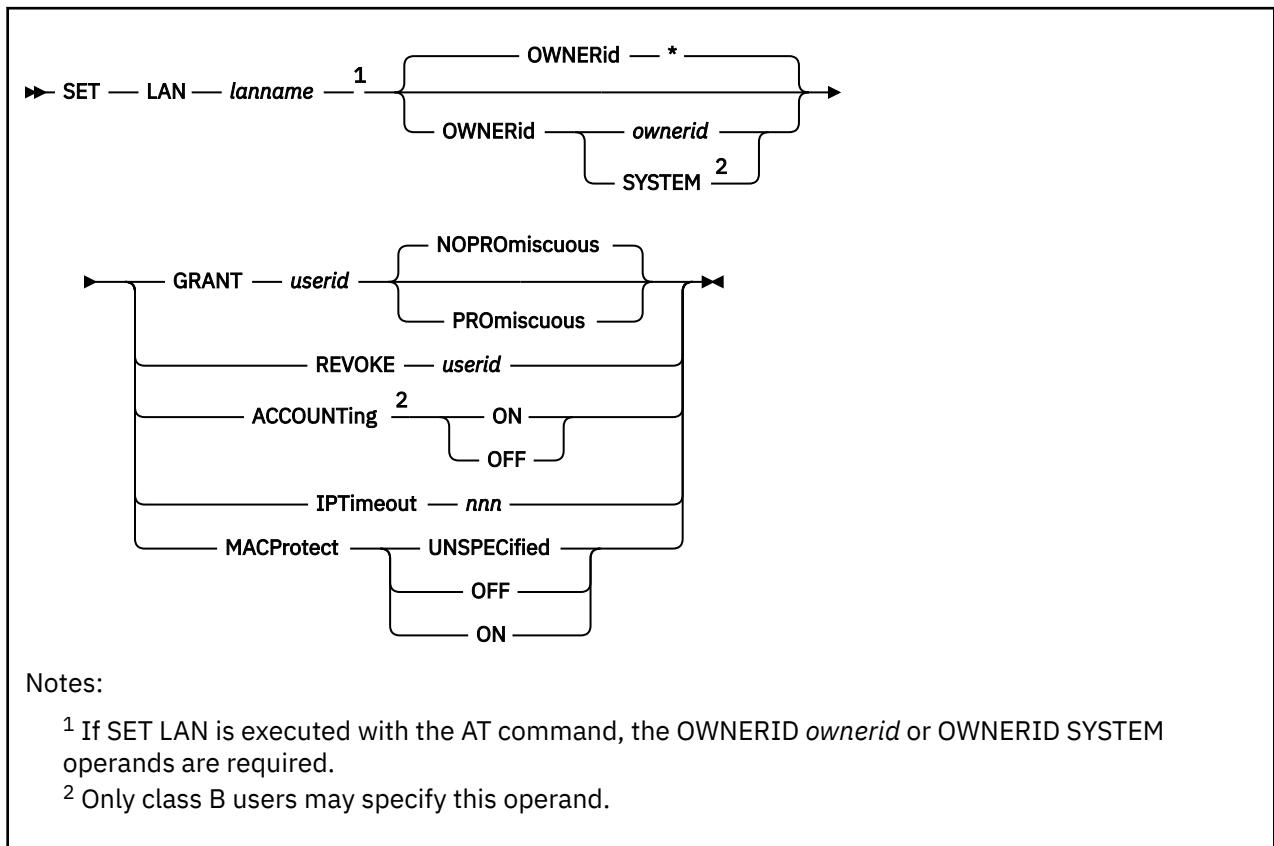 OWNERid — *
SET — LAN — lanname 1
OWNERid ownerid
SYSTEM 2
NOPROmiscuous
GRANT — userid
PROmiscuous
REVOKE — userid
ACCOUNTing 2 ON
OFF
IPTimeout — nnn
MACProtect UNSPECified
OFF
ON
Notes:
1 If SET LAN is executed with the AT command, the OWNERID ownerid or OWNERID SYSTEM
operands are required.
2 Only class B users may specify this operand.